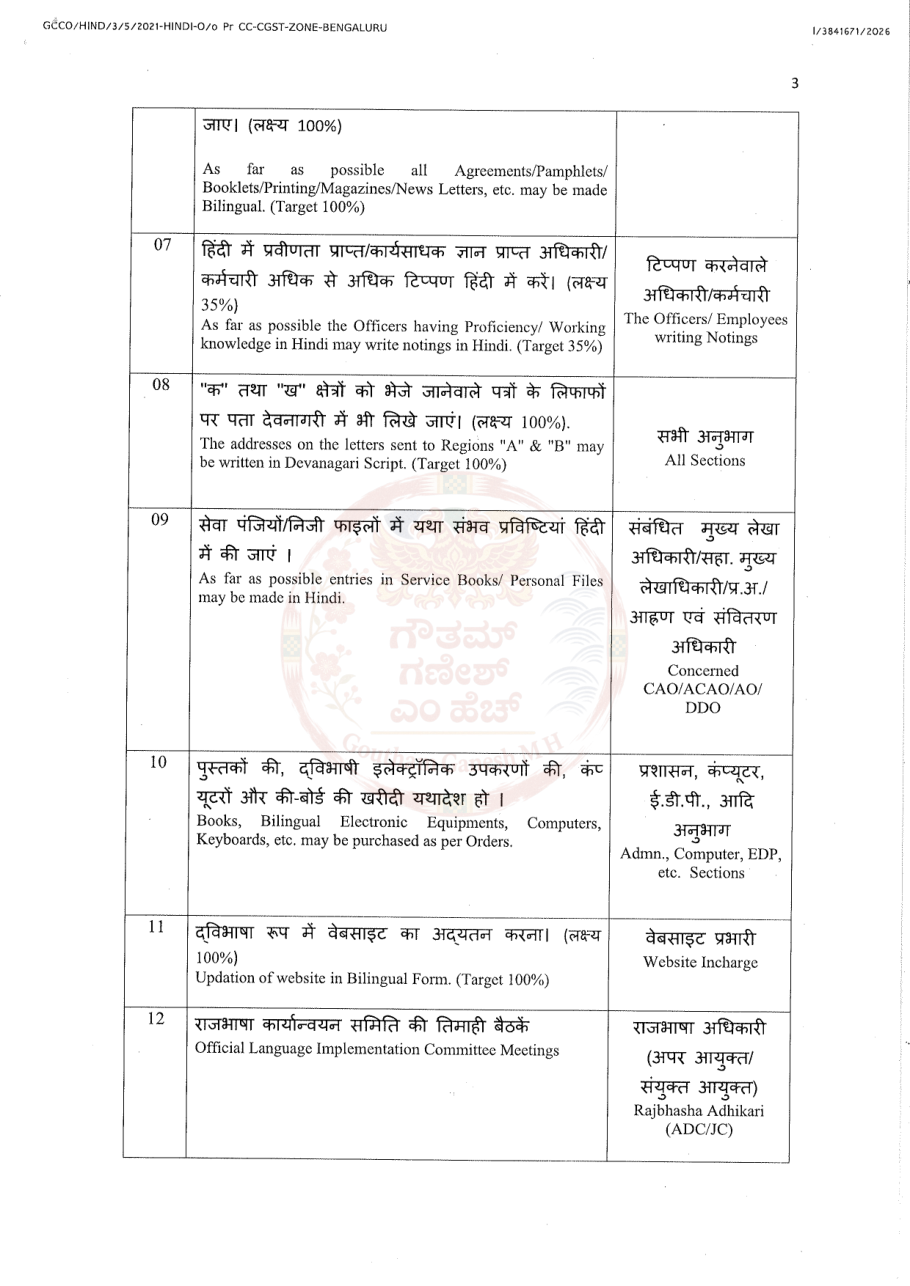 GCCO/HIND/3/5/2021-HINDI-O/o Pr CC-CGST-ZONE-BENGALURU
I/3841671/2026
3
जाए। (लक्ष्य 100%)
As far as possible all Agreements/Pamphlets/
Booklets/Printing/Magazines/News Letters, etc. may be made
Bilingual. (Target 100%)
07
हिंदी में प्रवीणता प्राप्त/कार्यसाधक ज्ञान प्राप्त अधिकारी/
कर्मचारी अधिक से अधिक टिप्पण हिंदी में करें। (लक्ष्य
35%)
As far as possible the Officers having Proficiency/ Working
knowledge in Hindi may write notings in Hindi. (Target 35%)
टिप्पण करनेवाले
अधिकारी/कर्मचारी
The Officers/ Employees
writing Notings
08
"क" तथा "ख" क्षेत्रों को भेजे जानेवाले पत्रों के लिफाफों
पर पता देवनागरी में भी लिखे जाएं। (लक्ष्य 100%).
The addresses on the letters sent to Regions "A" & "B" may
be written in Devanagari Script. (Target 100%)
सभी अनुभाग
All Sections
09
सेवा पंजियों/निजी फाइलों में यथा संभव प्रविष्टियां हिंदी
में की जाएं ।
As far as possible entries in Service Books/ Personal Files
may be made in Hindi.
संबंधित मुख्य लेखा
अधिकारी/सहा. मुख्य
लेखाधिकारी/प्र.अ./
आहरण एवं संवितरण
अधिकारी
Concerned
CAO/ACAO/AO/
DDO
ಗೌತಮ್
ಗಣೇಶ್
ಎಂ ಹೆಚ್
Goutham Ganesh M H
10
पुस्तकों की, द्विभाषी इलेक्ट्रॉनिक उपकरणों की, कंप्
यूटरों और की-बोर्ड की खरीदी यथादेश हो ।
Books, Bilingual Electronic Equipments, Computers,
Keyboards, etc. may be purchased as per Orders.
प्रशासन, कंप्यूटर,
ई.डी.पी., आदि
अनुभाग
Admn., Computer, EDP,
etc. Sections
11
द्विभाषा रूप में वेबसाइट का अद्यतन करना। (लक्ष्य
100%)
Updation of website in Bilingual Form. (Target 100%)
वेबसाइट प्रभारी
Website Incharge
12
राजभाषा कार्यान्वयन समिति की तिमाही बैठकें
Official Language Implementation Committee Meetings
राजभाषा अधिकारी
(अपर आयुक्त/
संयुक्त आयुक्त)
Rajbhasha Adhikari
(ADC/JC)